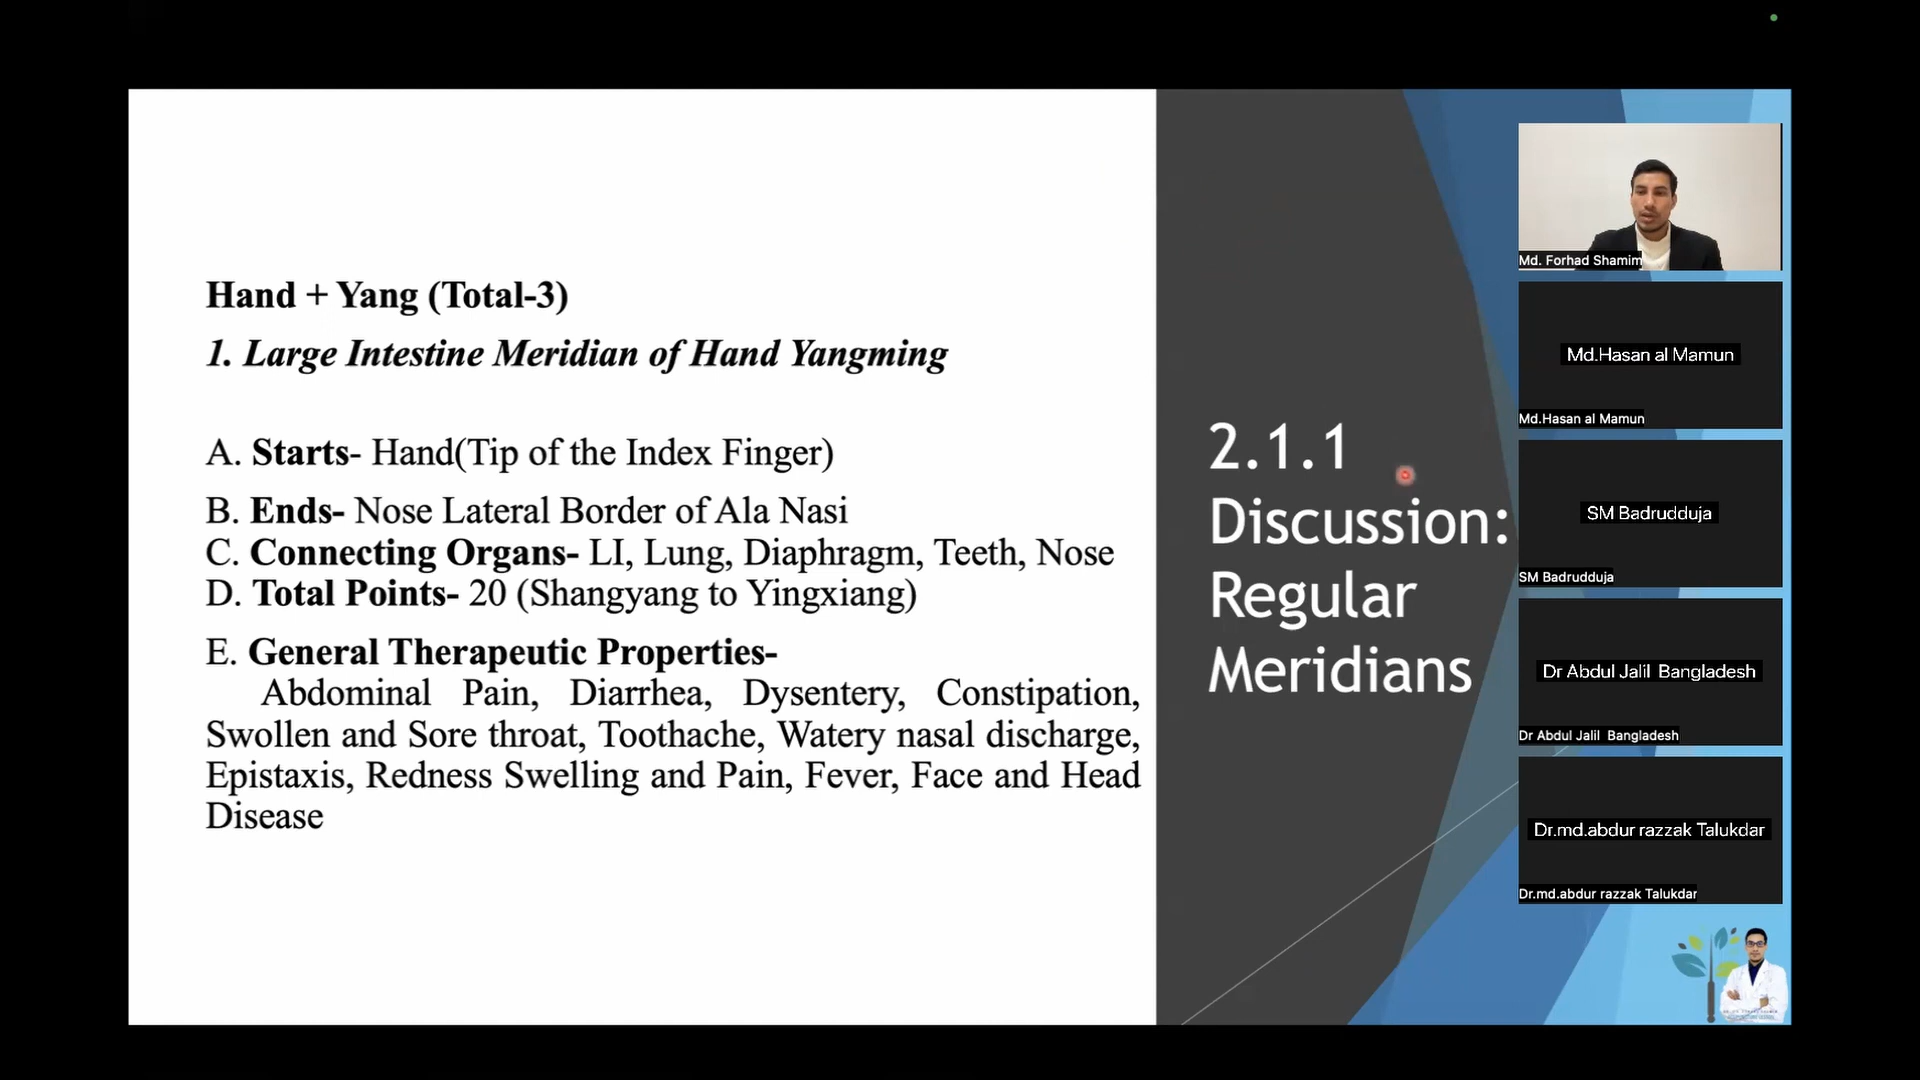 Hand + Yang (Total-3)
1. Large Intestine Meridian of Hand Yangming
A. Starts- Hand(Tip of the Index Finger)
B. Ends- Nose Lateral Border of Ala Nasi
C. Connecting Organs- LI, Lung, Diaphragm, Teeth, Nose
D. Total Points- 20 (Shangyang to Yingxiang)
E. General Therapeutic Properties-
Abdominal Pain, Diarrhea, Dysentery, Constipation,
Swollen and Sore throat, Toothache, Watery nasal discharge,
Epistaxis, Redness Swelling and Pain, Fever, Face and Head
Disease
2.1.1
Discussion:
Regular
Meridians
Md. Forhad Shamim
Md.Hasan al Mamun
Md.Hasan al Mamun
SM Badrudduja
SM Badrudduja
Dr Abdul Jalil Bangladesh
Dr Abdul Jalil Bangladesh
Dr.md.abdur razzak Talukdar
Dr.md.abdur razzak Talukdar